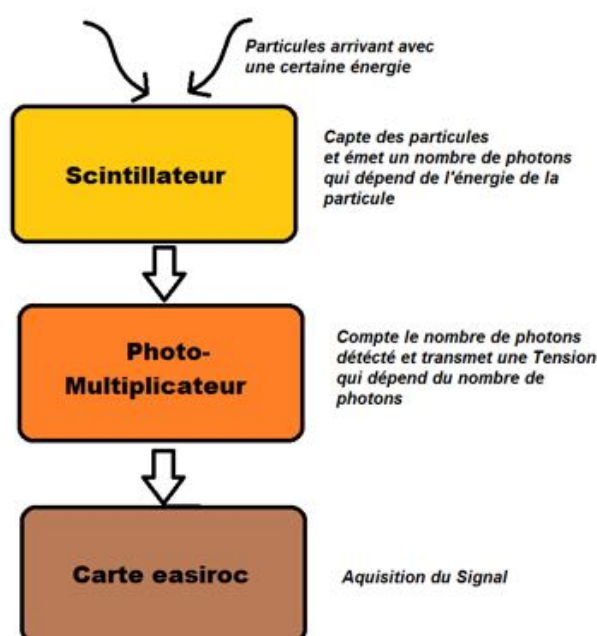 Particules arrivant avec
une certaine énergie
Scintillateur
Capte des particules
et émet un nombre de photons
qui dépend de l'énergie de la
particule
Photo-
Multiplicateur
Compte le nombre de photons
détécté et transmet une Tension
qui dépend du nombre de
photons
Carte easiroc
Aquisition du Signal